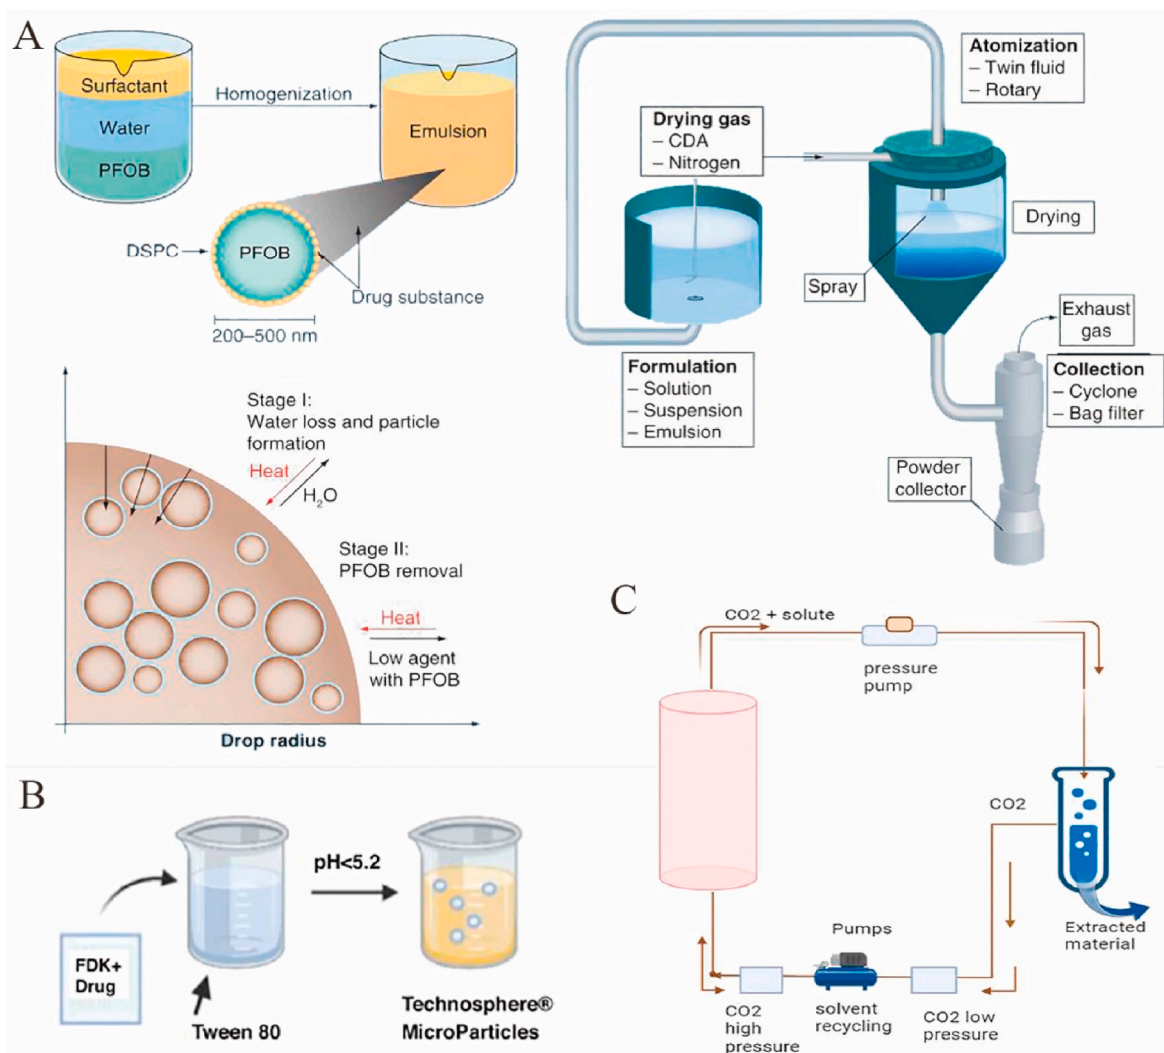 A
Surfactant
Water
PFOB
Homogenization
Emulsion
DSPC
PFOB
Drug substance
200–500 nm
Atomization
– Twin fluid
– Rotary
Drying gas
– CDA
– Nitrogen
Drying
Spray
Formulation
– Solution
– Suspension
– Emulsion
Exhaust
gas
Collection
– Cyclone
– Bag filter
Powder
collector
Stage I:
Water loss and particle
formation
Heat
H₂O
Stage II:
PFOB removal
Heat
Low agent
with PFOB
Drop radius
B
FDK+
Drug
Tween 80
pH<5.2
Technosphere®
MicroParticles
C
CO2 + solute
pressure
pump
CO2
Extracted
material
Pumps
CO2
high
pressure
solvent
recycling
CO2 low
pressure